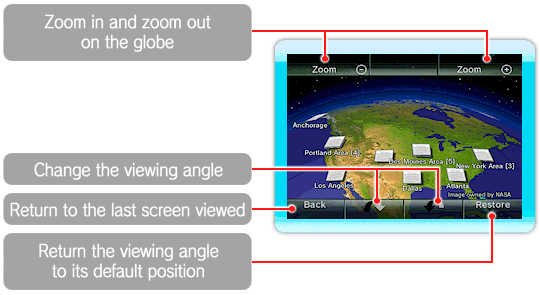 Zoom in and zoom out
on the globe
Zoom
Zoom
Anchorage
Portland Area [4]
Des Moines Area [5]
New York Area [3]
Change the viewing angle
Los Angeles
Dallas
Atlanta
Image owned by NASA
Return to the last screen viewed
Back
Restore
Return the viewing angle
to its default position